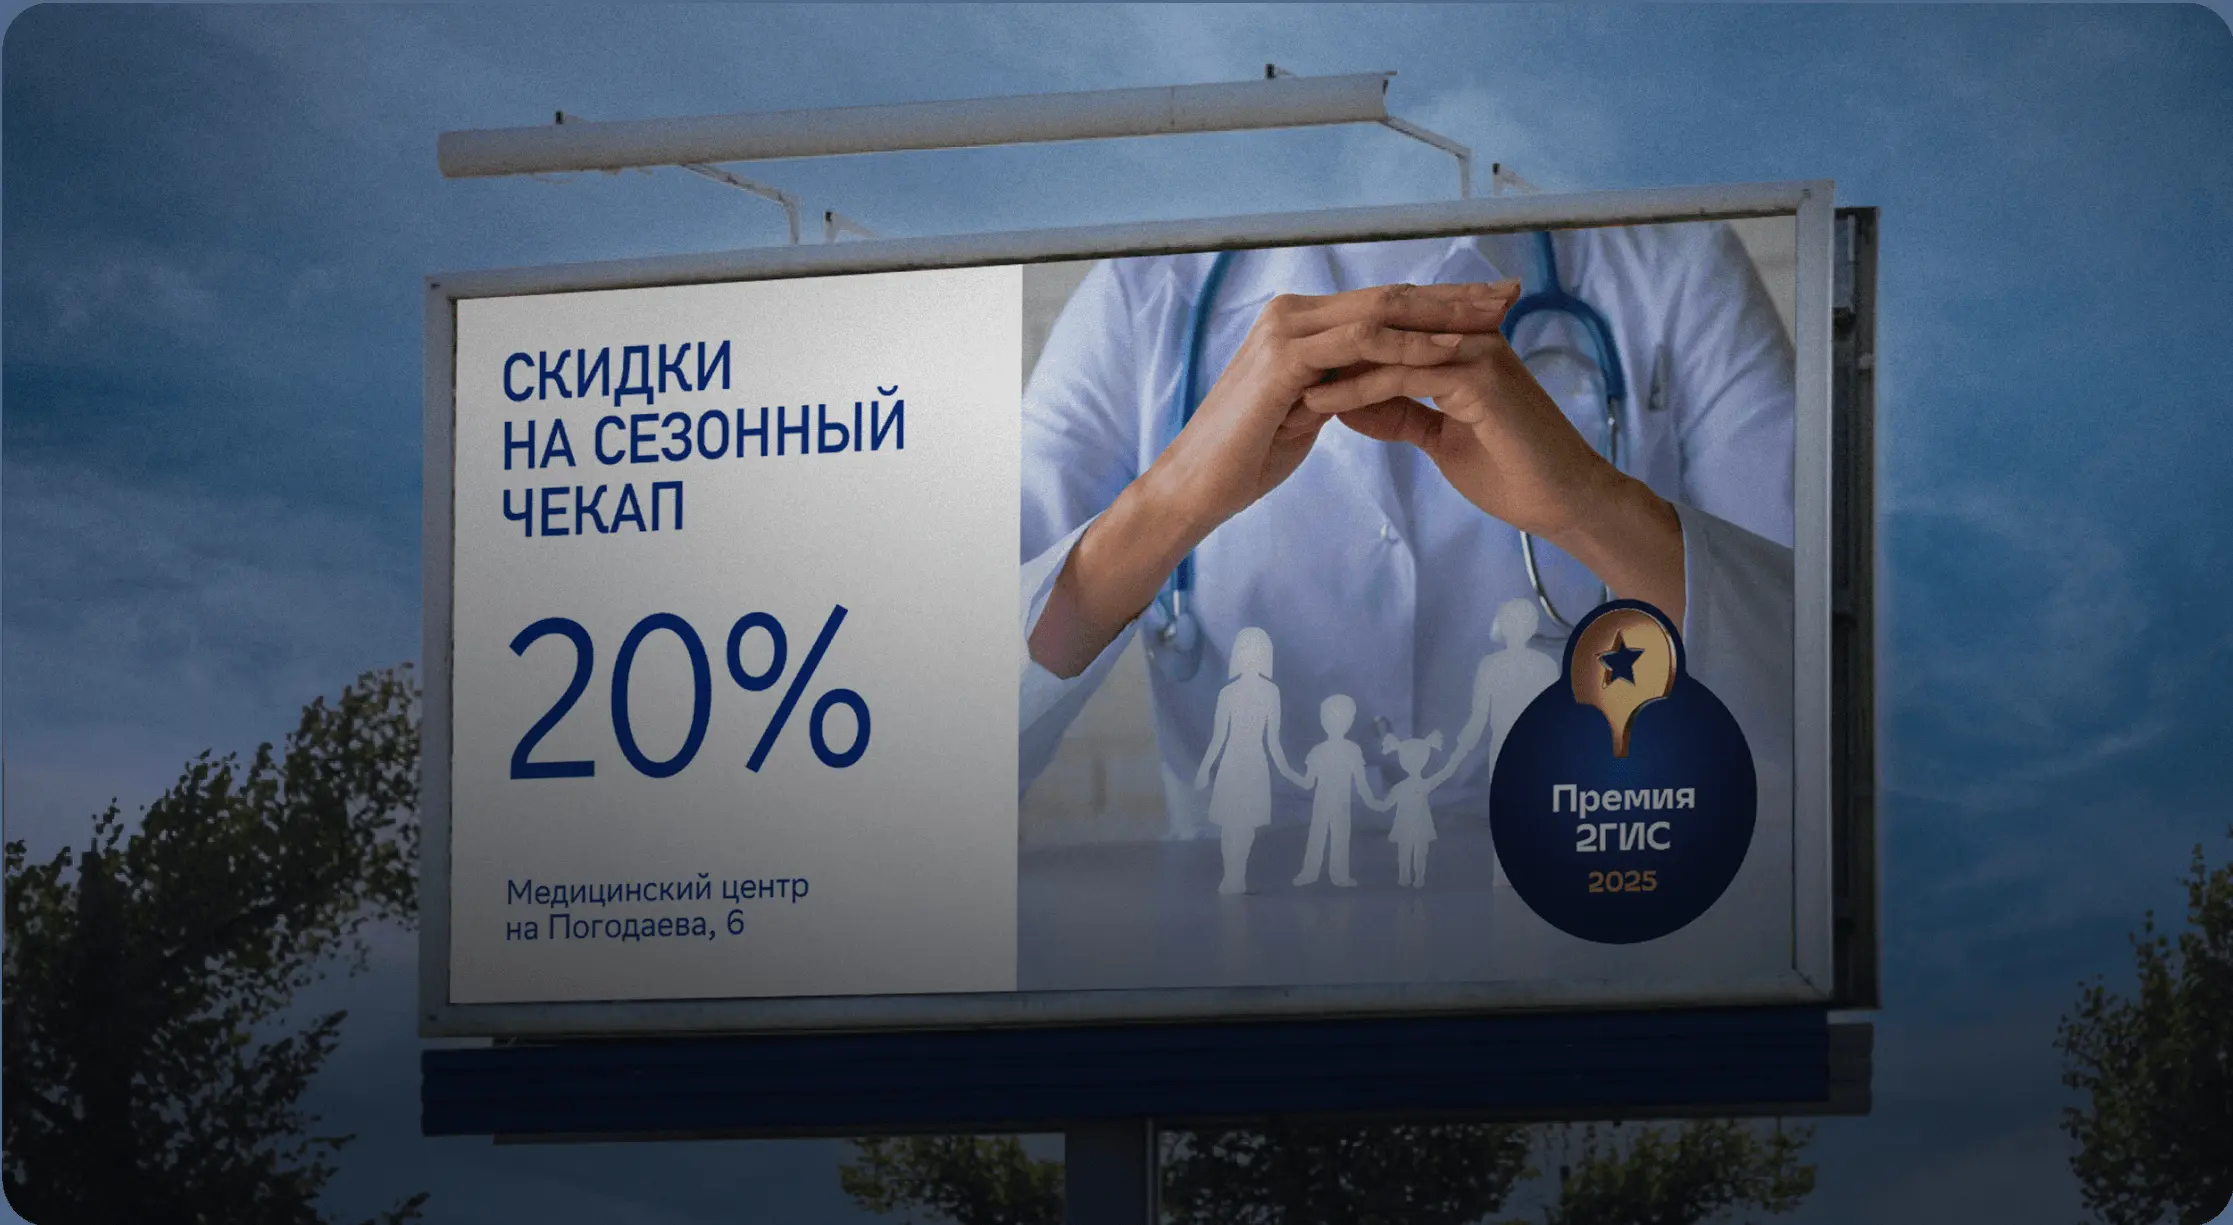 СКИДКИ
НА СЕЗОННЫЙ
ЧЕКАП
20%
Медицинский центр
на Погодаева, 6
Премия
2ГИС
2025